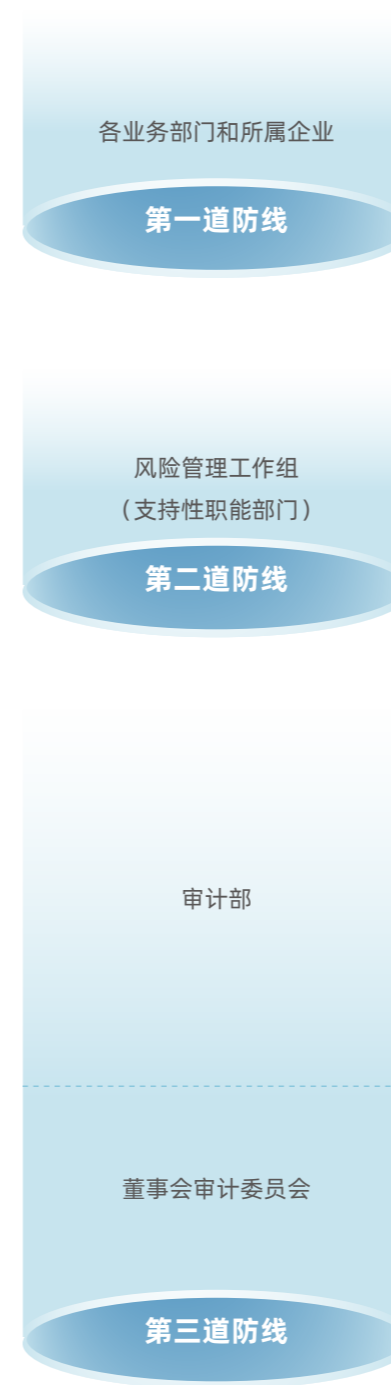 各业务部门和所属企业
第一道防线
风险管理工作组
（支持性职能部门）
第二道防线
审计部
董事会审计委员会
第三道防线